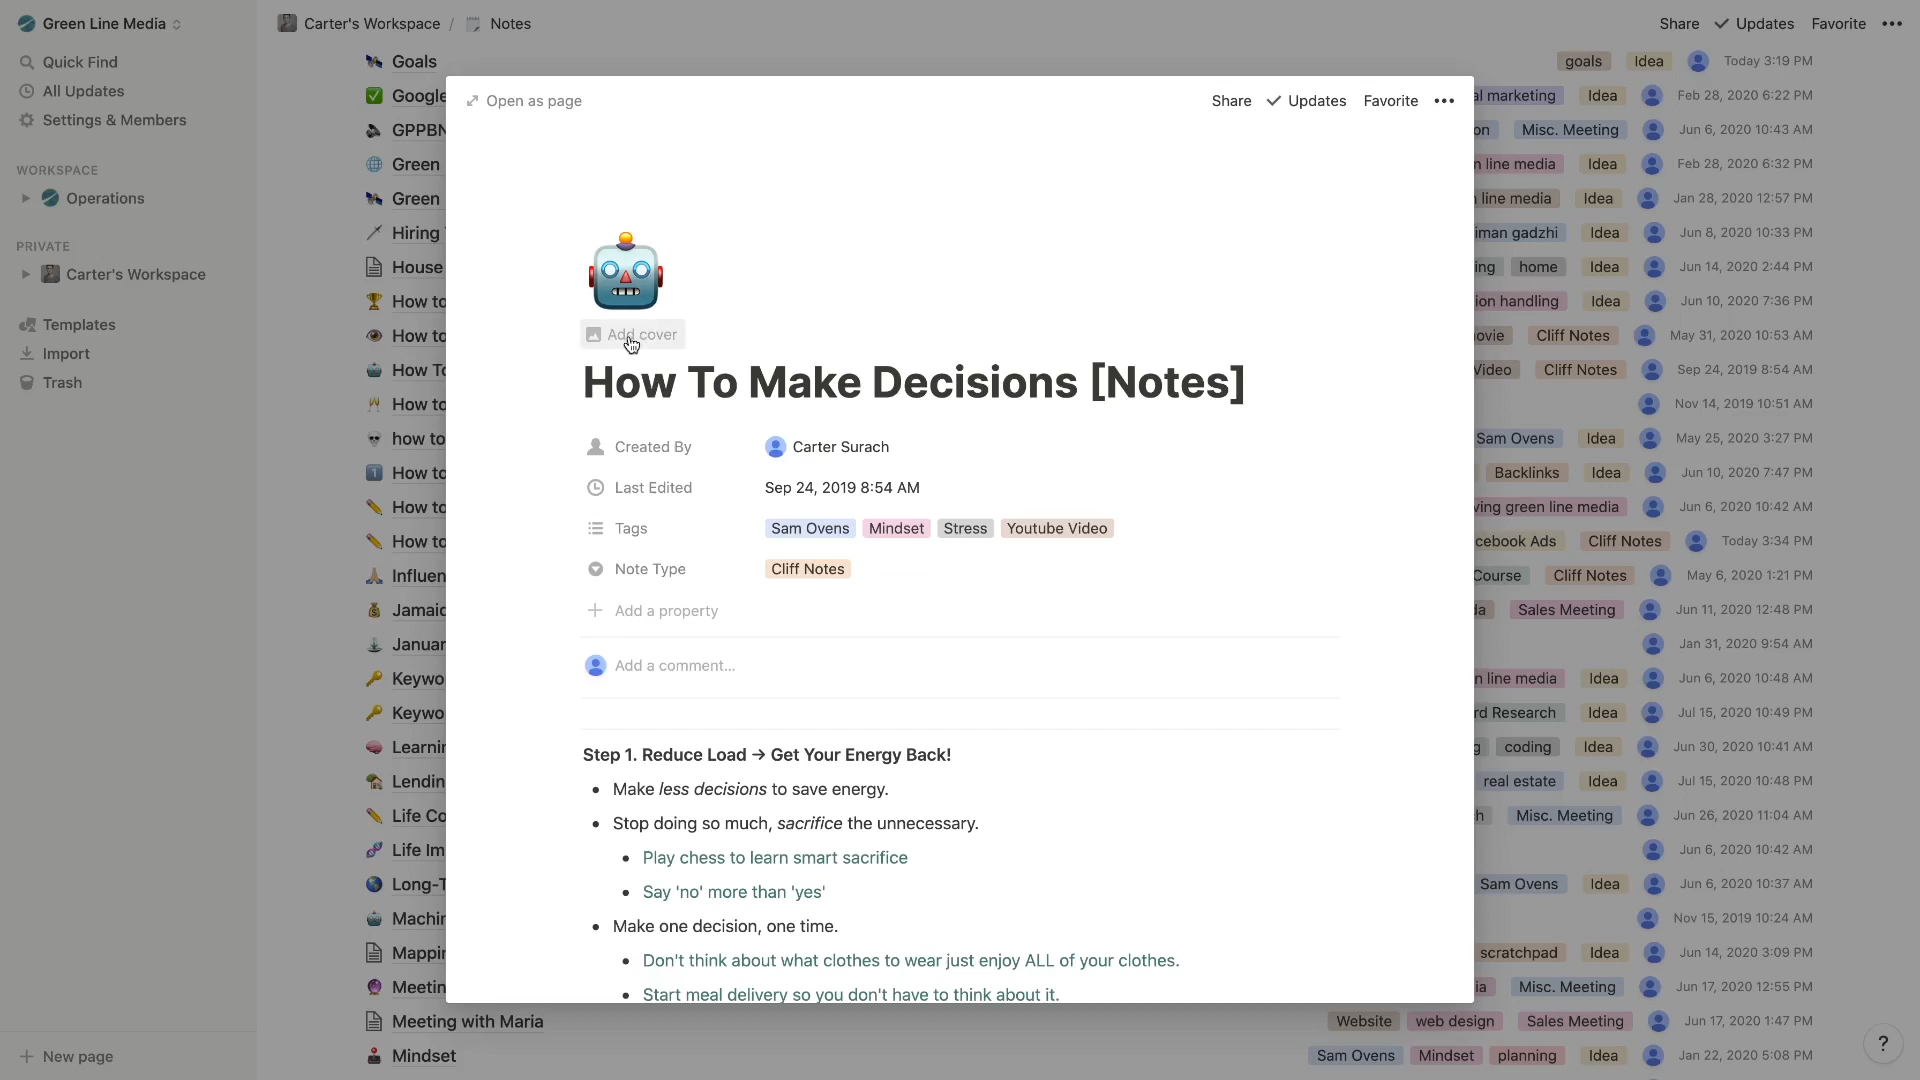 Green Line Media
Quick Find
All Updates
Settings & Members
WORKSPACE
Operations
PRIVATE
Carter's Workspace
Templates
Import
Trash
New page
Carter's Workspace / Notes
Share Updates Favorite
Open as page
Share Updates Favorite
Add cover
How To Make Decisions [Notes]
Created By Carter Surach
Last Edited Sep 24, 2019 8:54 AM
Tags Sam Ovens Mindset Stress Youtube Video
Note Type Cliff Notes
Add a property
Add a comment...
Step 1. Reduce Load → Get Your Energy Back!
• Make less decisions to save energy.
• Stop doing so much, sacrifice the unnecessary.
• Play chess to learn smart sacrifice
• Say 'no' more than 'yes'
• Make one decision, one time.
• Don't think about what clothes to wear just enjoy ALL of your clothes.
• Start meal delivery so you don't have to think about it.
Goals goals Idea Today 3:19 PM
Google marketing Idea Feb 28, 2020 6:22 PM
GPPBN Misc. Meeting Jun 6, 2020 10:43 AM
Green line media Idea Feb 28, 2020 6:32 PM
Green line media Idea Jan 28, 2020 12:57 PM
Hiring gadzhi Idea Jun 8, 2020 10:33 PM
House home Idea Jun 14, 2020 2:44 PM
How to handling Idea Jun 10, 2020 7:36 PM
How to Cliff Notes May 31, 2020 10:53 AM
How To Video Cliff Notes Sep 24, 2019 8:54 AM
How to Nov 14, 2019 10:51 AM
how to Sam Ovens Idea May 25, 2020 3:27 PM
How to Backlinks Idea Jun 10, 2020 7:47 PM
How to green line media Jun 6, 2020 10:42 AM
How to Ads Cliff Notes Today 3:34 PM
Influen Course Cliff Notes May 6, 2020 1:21 PM
Jamaic Sales Meeting Jun 11, 2020 12:48 PM
Januar Jan 31, 2020 9:54 AM
Keywo line media Idea Jun 6, 2020 10:48 AM
Keywo Research Idea Jul 15, 2020 10:49 PM
Learnin coding Idea Jun 30, 2020 10:41 AM
Lending real estate Idea Jul 15, 2020 10:48 PM
Life Co Misc. Meeting Jun 26, 2020 11:04 AM
Life Im Jun 6, 2020 10:42 AM
Long-T Sam Ovens Idea Jun 6, 2020 10:37 AM
Machin Nov 15, 2019 10:24 AM
Mappin scratchpad Idea Jun 14, 2020 3:09 PM
Meetin Misc. Meeting Jun 17, 2020 12:55 PM
Meeting with Maria Website web design Sales Meeting Jun 17, 2020 1:47 PM
Mindset Sam Ovens Mindset planning Idea Jan 22, 2020 5:08 PM
?